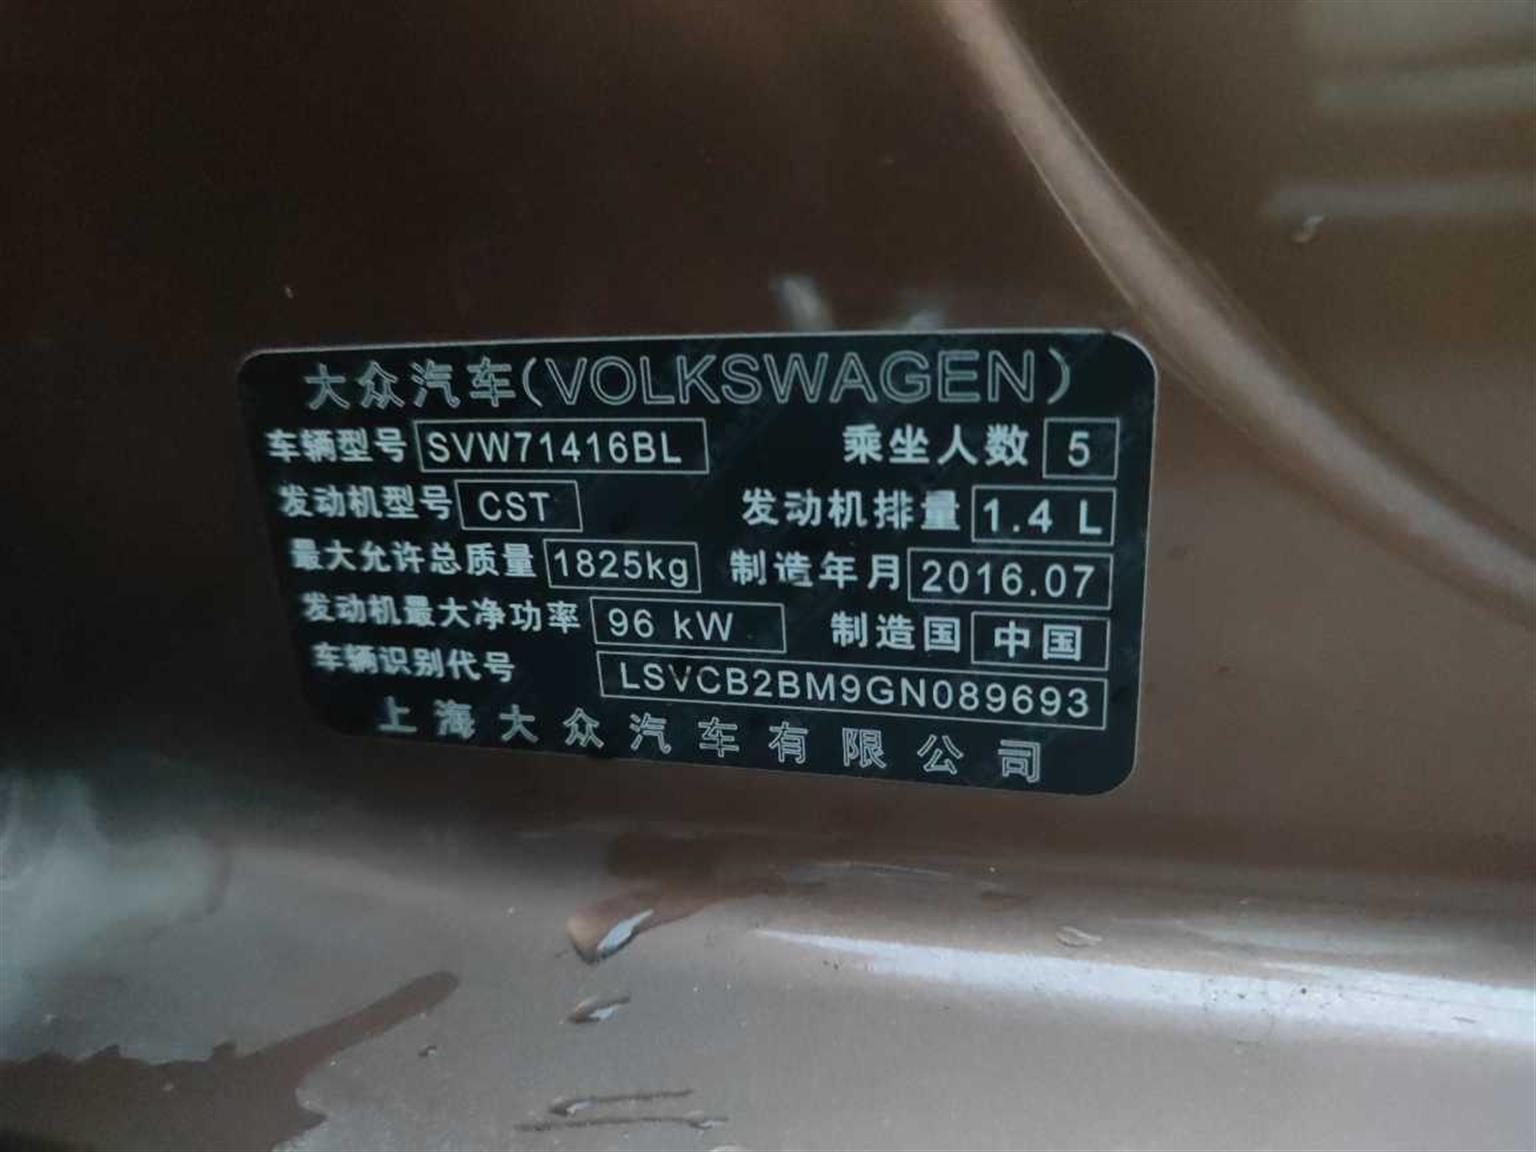 大众汽车(VOLKSWAGEN)
车辆型号 SVW71416BL 乘坐人数 5
发动机型号 CST 发动机排量 1.4 L
最大允许总质量 1825kg 制造年月 2016.07
发动机最大净功率 96 kW 制造国 中国
车辆识别代号 LSVCB2BM9GN089693
上海大众汽车有限公司